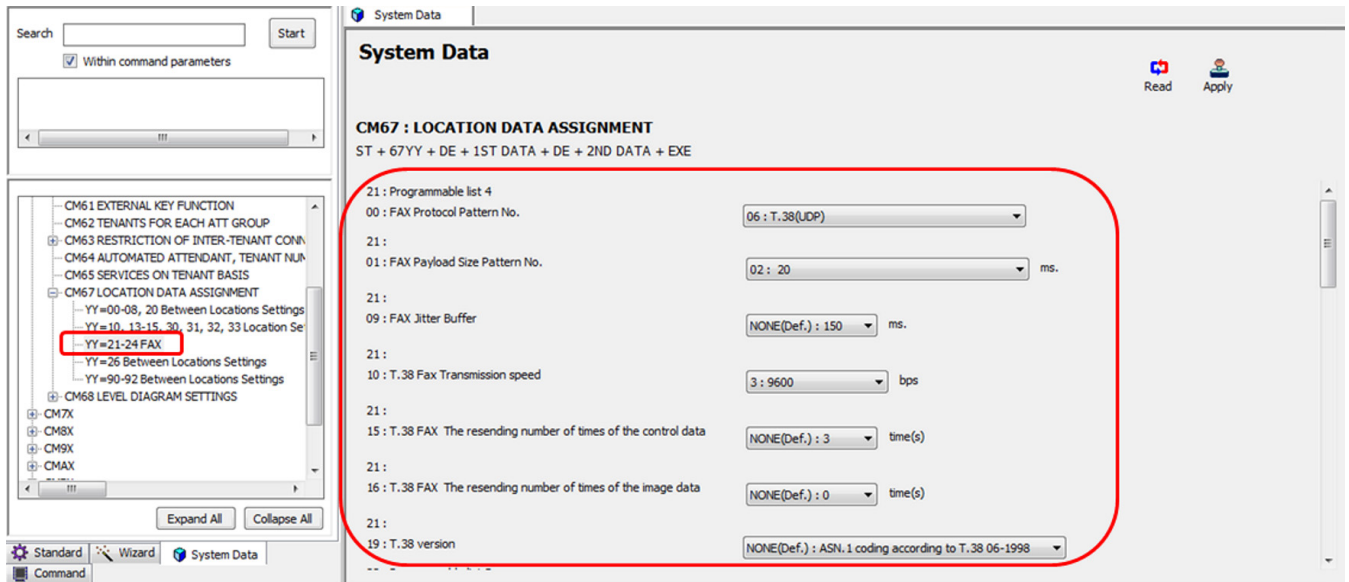 Search
Start
Within command parameters
CM61 EXTERNAL KEY FUNCTION
CM62 TENANTS FOR EACH ATT GROUP
CM63 RESTRICTION OF INTER-TENANT CONN
CM64 AUTOMATED ATTENDANT, TENANT NUM
CM65 SERVICES ON TENANT BASIS
CM67 LOCATION DATA ASSIGNMENT
YY=00-08, 20 Between Locations Settings
YY=10, 13-15, 30, 31, 32, 33 Location Se
YY=21-24 FAX
YY=26 Between Locations Settings
YY=90-92 Between Locations Settings
CM68 LEVEL DIAGRAM SETTINGS
CM7X
CM8X
CM9X
CMAX
Expand All
Collapse All
Standard
Wizard
System Data
Command
System Data
System Data
Read
Apply
CM67 : LOCATION DATA ASSIGNMENT
ST + 67YY + DE + 1ST DATA + DE + 2ND DATA + EXE
21 : Programmable list 4
00 : FAX Protocol Pattern No.
06 : T.38(UDP)
21 :
01 : FAX Payload Size Pattern No.
02 : 20
ms.
21 :
09 : FAX Jitter Buffer
NONE(Def.) : 150
ms.
21 :
10 : T.38 Fax Transmission speed
3 : 9600
bps
21 :
15 : T.38 FAX The resending number of times of the control data
NONE(Def.) : 3
time(s)
21 :
16 : T.38 FAX The resending number of times of the image data
NONE(Def.) : 0
time(s)
21 :
19 : T.38 version
NONE(Def.) : ASN.1 coding according to T.38 06-1998